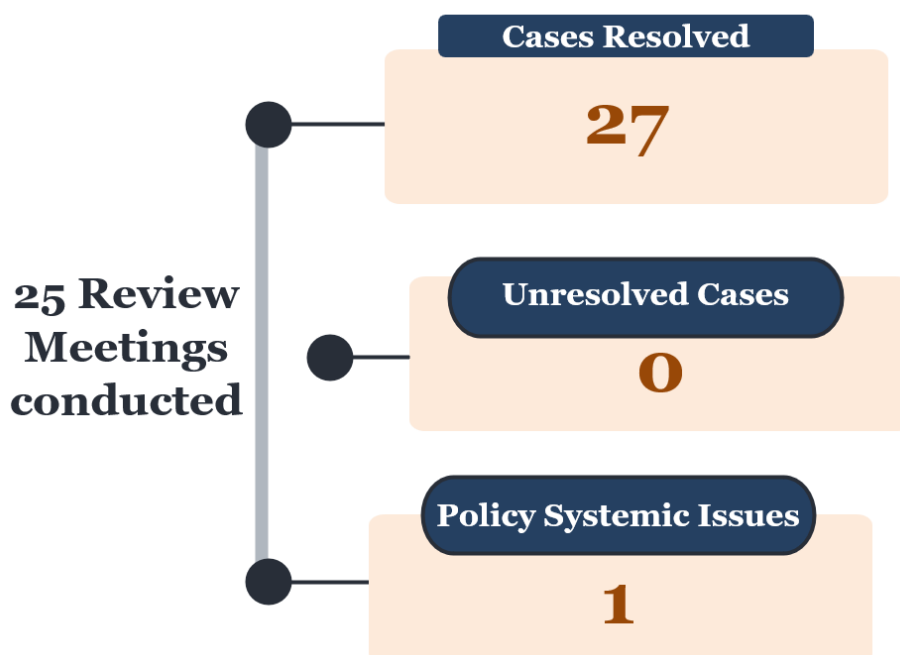 Cases Resolved
27
25 Review
Meetings
conducted
Unresolved Cases
0
Policy Systemic Issues
1